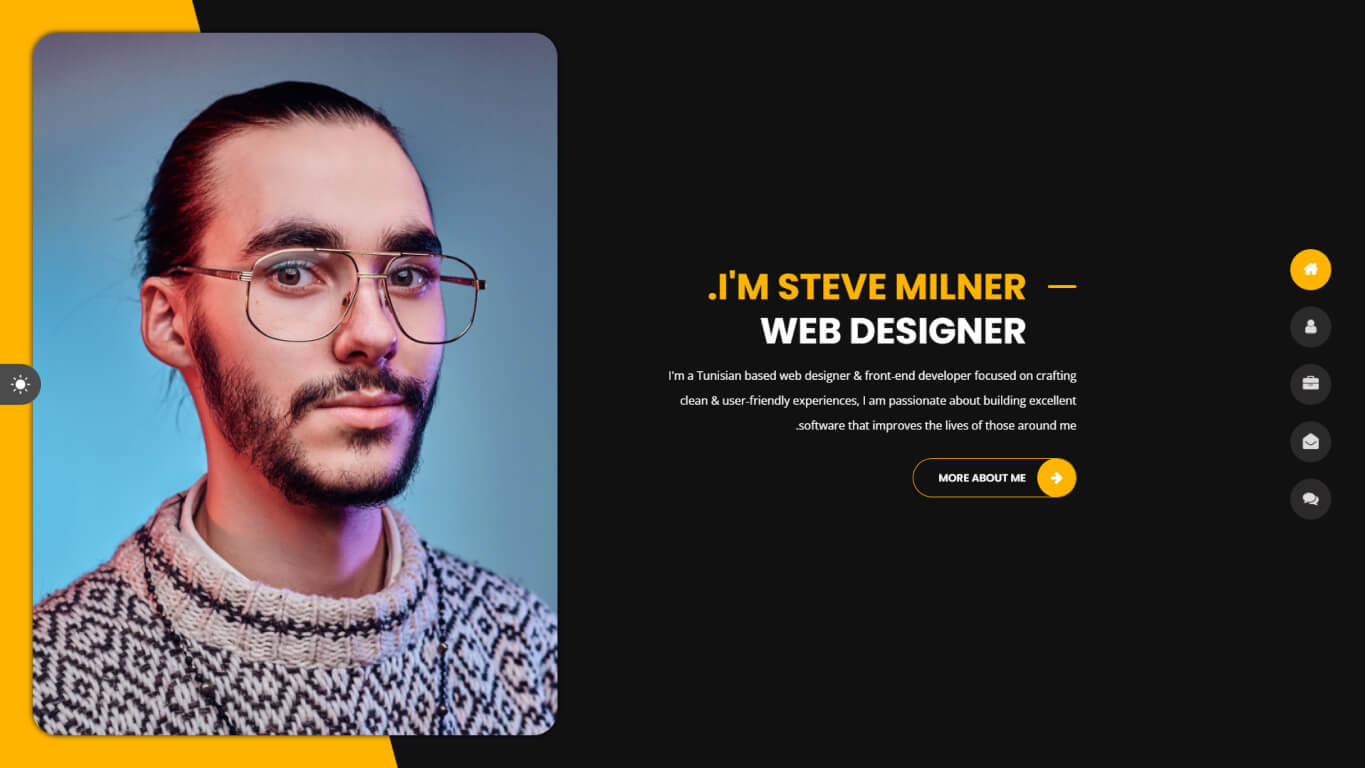 .I'M STEVE MILNER
WEB DESIGNER
I'm a Tunisian based web designer & front-end developer focused on crafting
clean & user-friendly experiences, I am passionate about building excellent
.software that improves the lives of those around me
MORE ABOUT ME